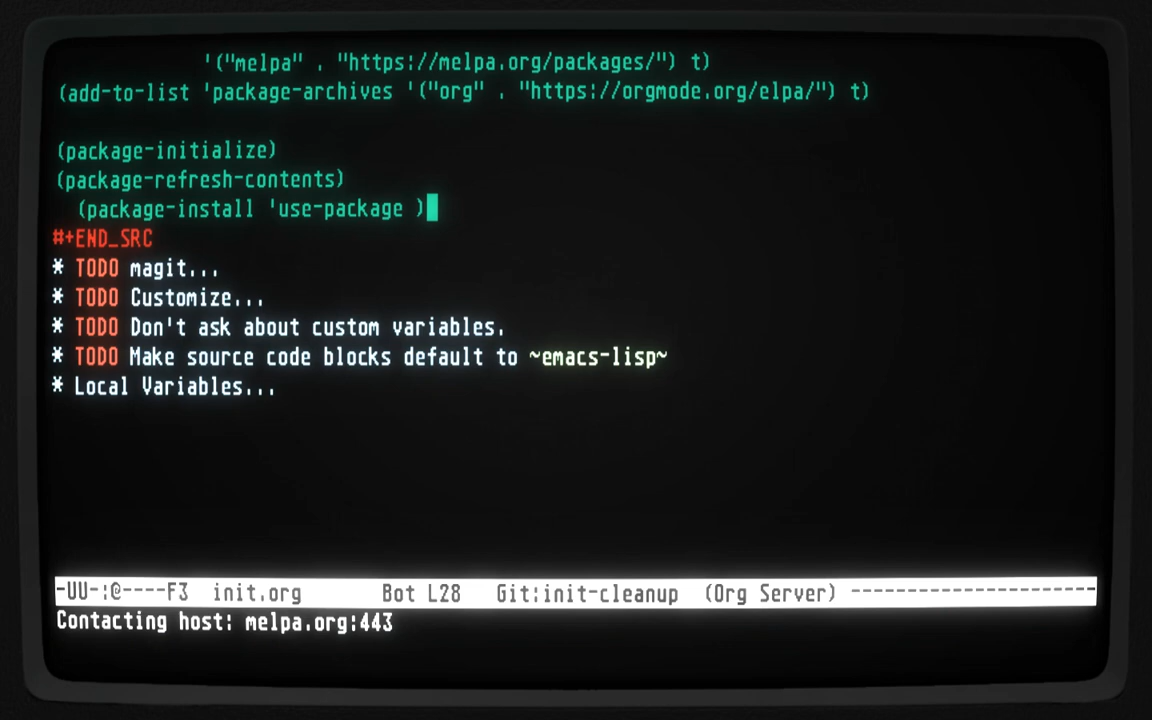 '("melpa" . "https://melpa.org/packages/") t)
(add-to-list 'package-archives '("org" . "https://orgmode.org/elpa/") t)
(package-initialize)
(package-refresh-contents)
(package-install 'use-package )
#+END_SRC
* TODO magit...
* TODO Customize...
* TODO Don't ask about custom variables.
* TODO Make source code blocks default to ~emacs-lisp~
* Local Variables...
-UU-:@----F3  init.org        Bot L28    Git:init-cleanup   (Org Server) ----------------------
Contacting host: melpa.org:443